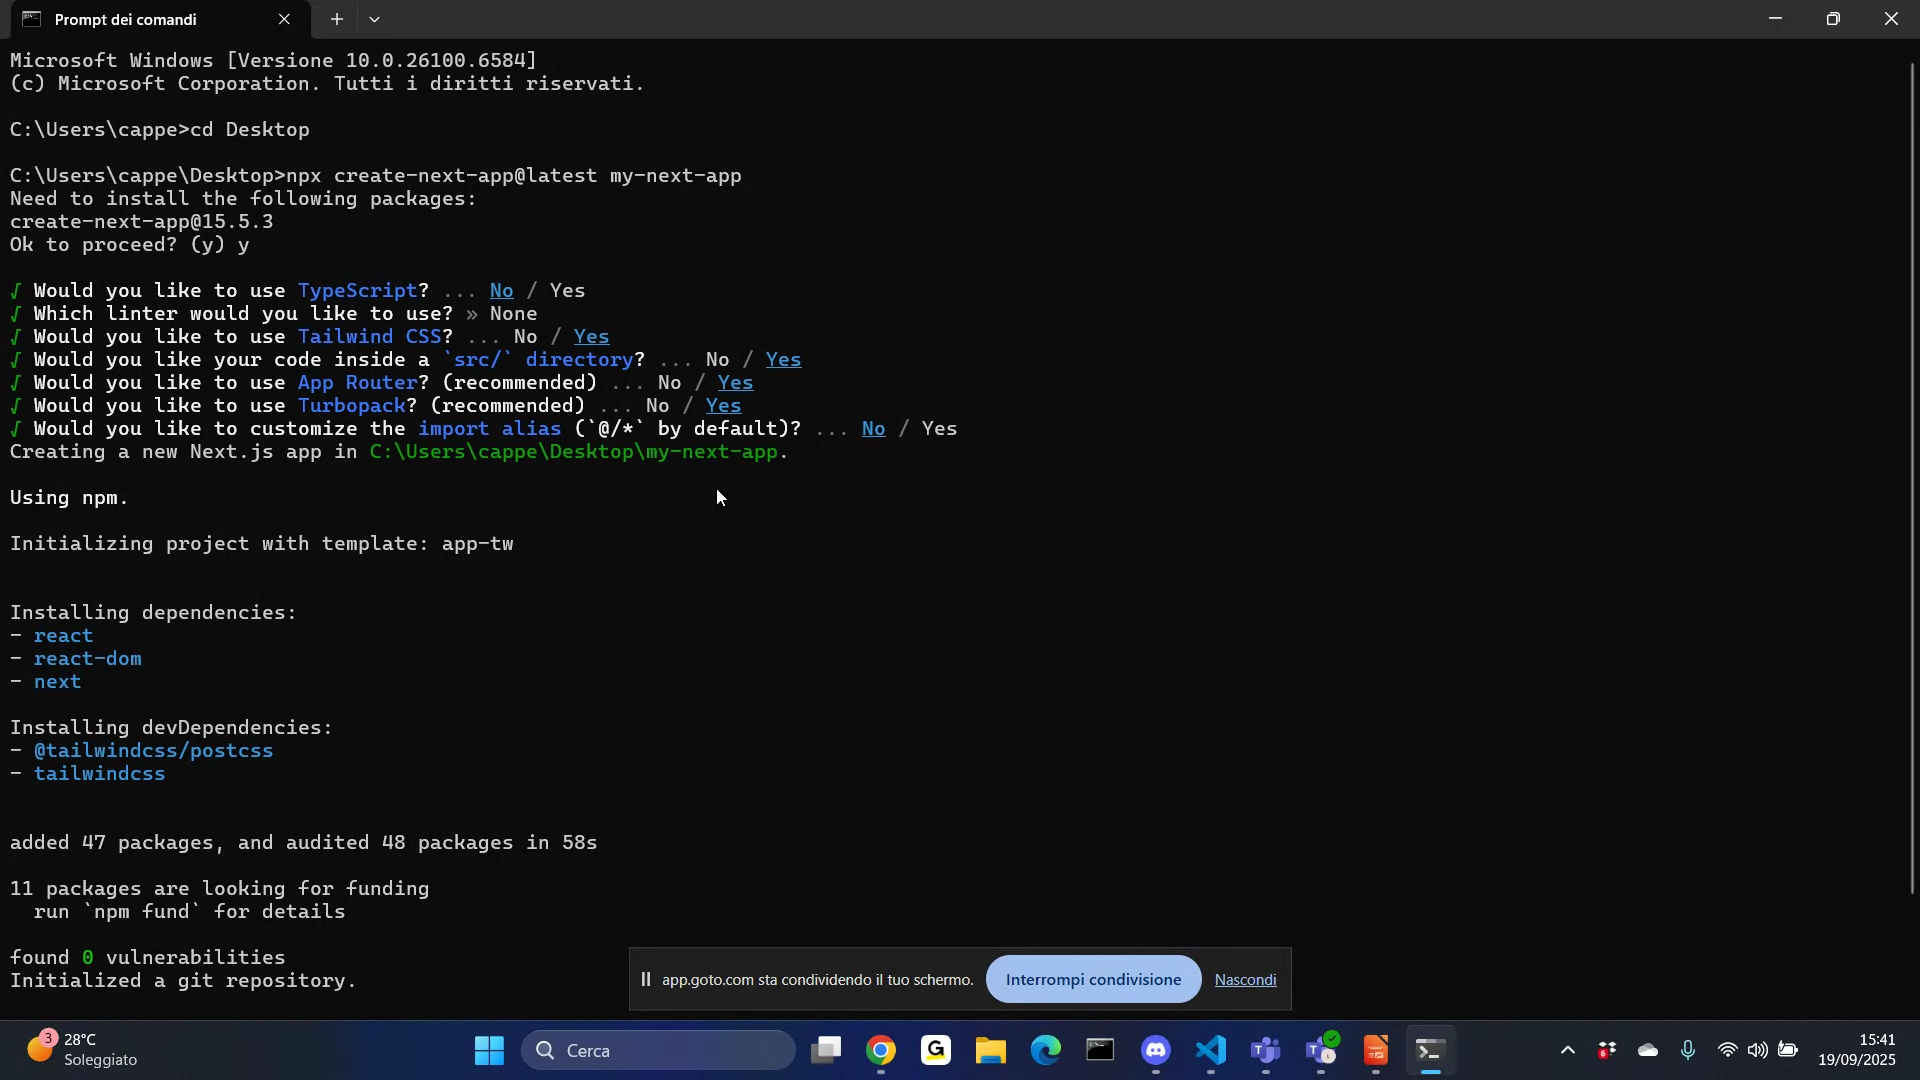 Prompt dei comandi
Microsoft Windows [Versione 10.0.26100.6584]
(c) Microsoft Corporation. Tutti i diritti riservati.
C:\Users\cappe>cd Desktop
C:\Users\cappe\Desktop>npx create-next-app@latest my-next-app
Need to install the following packages:
create-next-app@15.5.3
Ok to proceed? (y) y
√ Would you like to use TypeScript? ... No / Yes
√ Which linter would you like to use? » None
√ Would you like to use Tailwind CSS? ... No / Yes
√ Would you like your code inside a `src/` directory? ... No / Yes
√ Would you like to use App Router? (recommended) ... No / Yes
√ Would you like to use Turbopack? (recommended) ... No / Yes
√ Would you like to customize the import alias (`@/*` by default)? ... No / Yes
Creating a new Next.js app in C:\Users\cappe\Desktop\my-next-app.
Using npm.
Initializing project with template: app-tw
Installing dependencies:
- react
- react-dom
- next
Installing devDependencies:
- @tailwindcss/postcss
- tailwindcss
added 47 packages, and audited 48 packages in 58s
11 packages are looking for funding
run `npm fund` for details
found 0 vulnerabilities
Initialized a git repository.
app.goto.com sta condividendo il tuo schermo. Interrompi condivisione Nascondi
3 28°C
Soleggiato
Cerca
G
6
15:41
19/09/2025